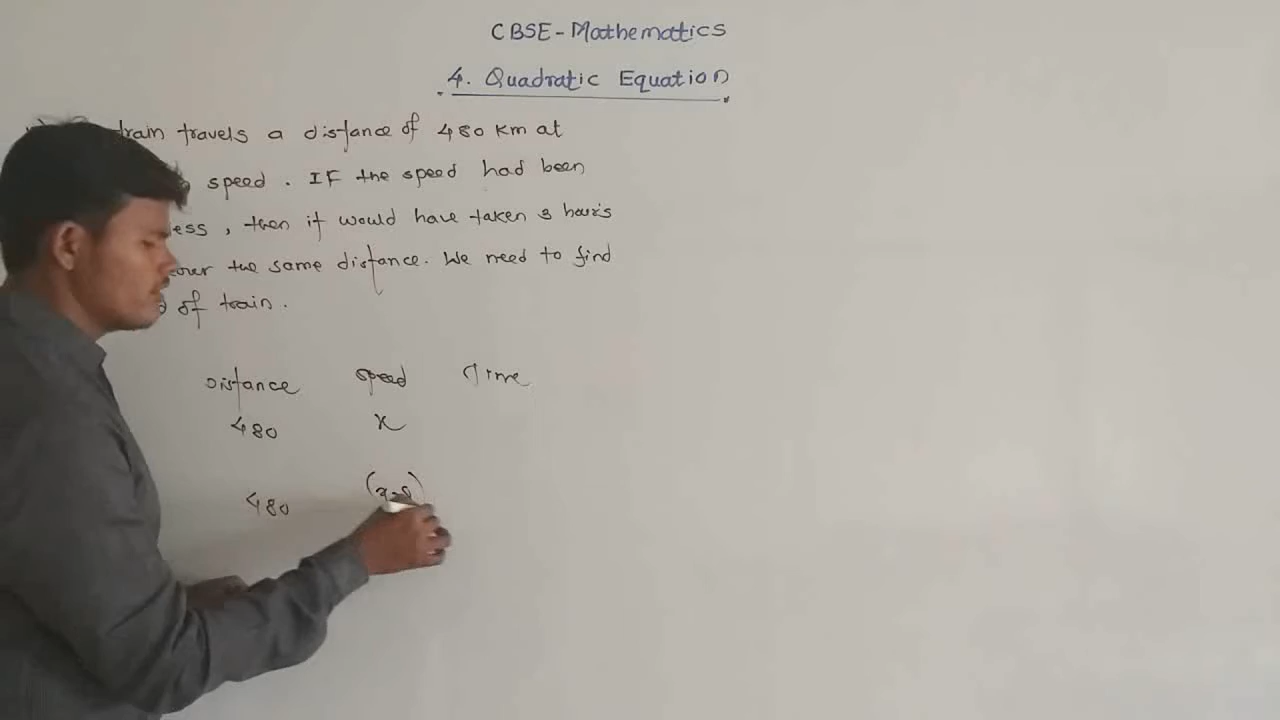 CBSE-Mathematics
4. Quadratic Equation
train travels a distance of 480 km at
speed. IF the speed had been
less, then it would have taken 3 hours
cover the same distance. We need to find
of train.
Distance speed Time
480 x
480 (x-8)